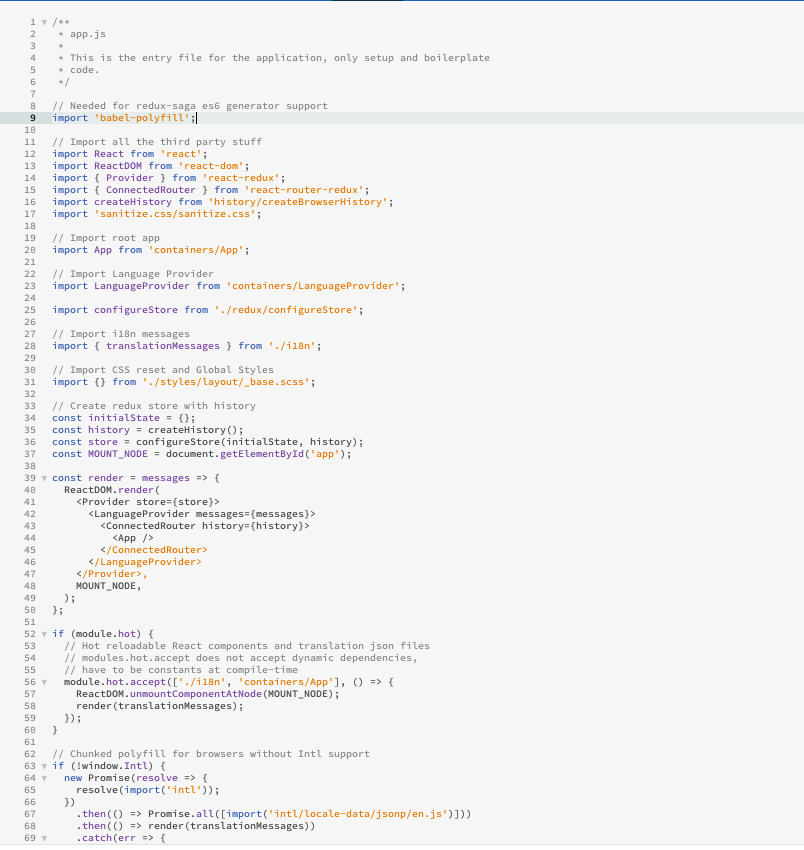 1 /**
2  * app.js
3  *
4  * This is the entry file for the application, only setup and boilerplate
5  * code.
6  */
7
8 // Needed for redux-saga es6 generator support
9 import 'babel-polyfill';
10
11 // Import all the third party stuff
12 import React from 'react';
13 import ReactDOM from 'react-dom';
14 import { Provider } from 'react-redux';
15 import { ConnectedRouter } from 'react-router-redux';
16 import createHistory from 'history/createBrowserHistory';
17 import 'sanitize.css/sanitize.css';
18
19 // Import root app
20 import App from 'containers/App';
21
22 // Import Language Provider
23 import LanguageProvider from 'containers/LanguageProvider';
24
25 import configureStore from './redux/configureStore';
26
27 // Import i18n messages
28 import { translationMessages } from './i18n';
29
30 // Import CSS reset and Global Styles
31 import {} from './styles/layout/_base.scss';
32
33 // Create redux store with history
34 const initialState = {};
35 const history = createHistory();
36 const store = configureStore(initialState, history);
37 const MOUNT_NODE = document.getElementById('app');
38
39 const render = messages => {
40   ReactDOM.render(
41     <Provider store={store}>
42       <LanguageProvider messages={messages}>
43         <ConnectedRouter history={history}>
44           <App />
45         </ConnectedRouter>
46       </LanguageProvider>
47     </Provider>,
48     MOUNT_NODE,
49   );
50 };
51
52 if (module.hot) {
53   // Hot reloadable React components and translation json files
54   // modules.hot.accept does not accept dynamic dependencies,
55   // have to be constants at compile-time
56   module.hot.accept(['./i18n', 'containers/App'], () => {
57     ReactDOM.unmountComponentAtNode(MOUNT_NODE);
58     render(translationMessages);
59   });
60 }
61
62 // Chunked polyfill for browsers without Intl support
63 if (!window.Intl) {
64   new Promise(resolve => {
65     resolve(import('intl'));
66   })
67     .then(() => Promise.all([import('intl/locale-data/jsonp/en.js')]))
68     .then(() => render(translationMessages))
69     .catch(err => {